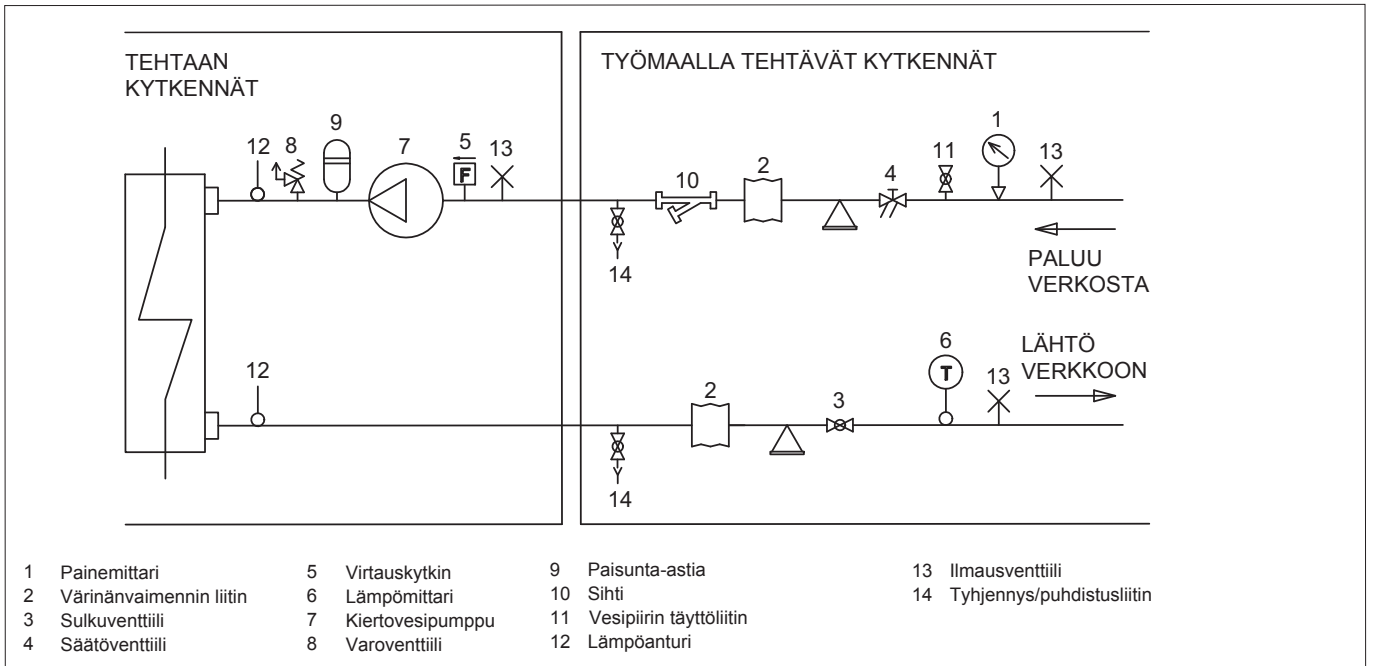 TEHTAAN
KYTKENNÄT
TYÖMAALLA TEHTÄVÄT KYTKENNÄT
12
8
9
7
5
F
13
10
2
4
11
1
13
14
PALUU
VERKOSTA
12
14
2
3
6
T
13
LÄHTÖ
VERKKOON
1 Painemittari
2 Värinänvaimennin liitin
3 Sulkuventtiili
4 Säätöventtiili
5 Virtauskytkin
6 Lämpömittari
7 Kiertovesipumppu
8 Varoventtiili
9 Paisunta-astia
10 Sihti
11 Vesipiirin täyttöliitin
12 Lämpöanturi
13 Ilmausventtiili
14 Tyhjennys/puhdistusliitin